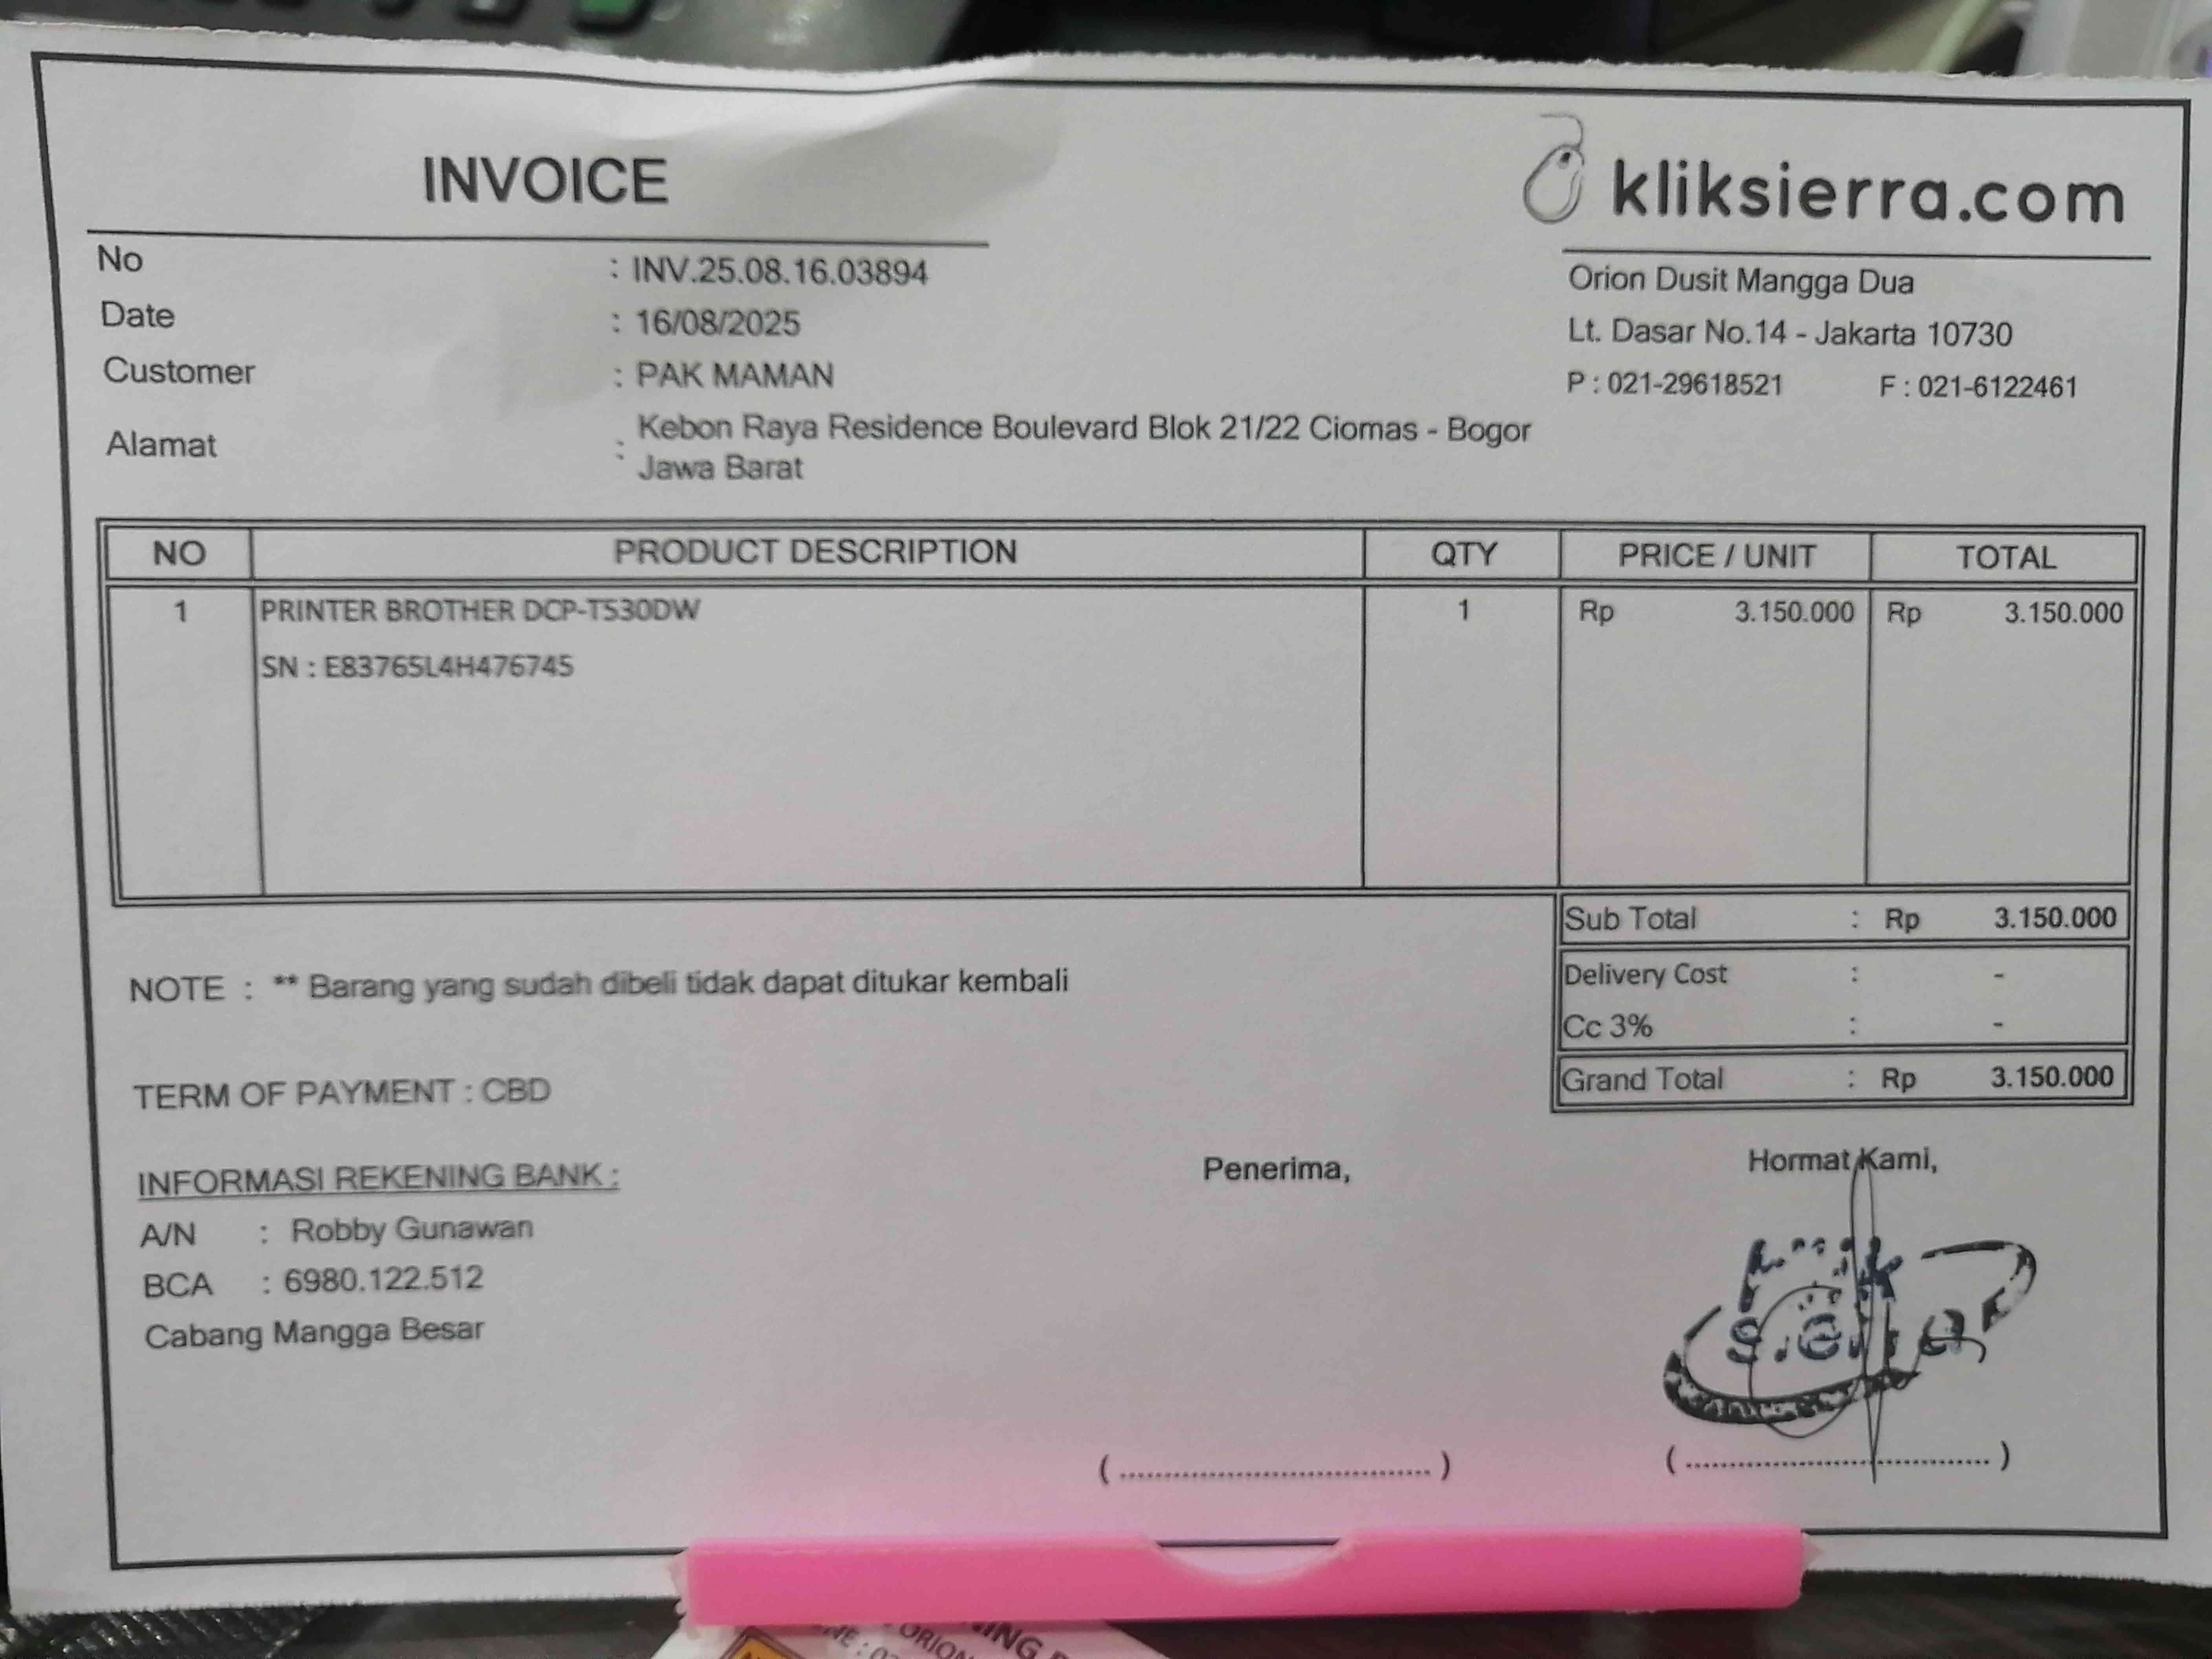 INVOICE
kliksierra.com
No : INV.25.08.16.03894
Date : 16/08/2025
Customer : PAK MAMAN
Alamat : Kebon Raya Residence Boulevard Blok 21/22 Ciomas - Bogor
Jawa Barat
Orion Dusit Mangga Dua
Lt. Dasar No.14 - Jakarta 10730
P : 021-29618521 F : 021-6122461
NO PRODUCT DESCRIPTION QTY PRICE / UNIT TOTAL
1 PRINTER BROTHER DCP-T530DW 1 Rp 3.150.000 Rp 3.150.000
SN : E83765L4H476745
Sub Total : Rp 3.150.000
Delivery Cost : -
Cc 3% : -
Grand Total : Rp 3.150.000
NOTE : ** Barang yang sudah dibeli tidak dapat ditukar kembali
TERM OF PAYMENT : CBD
INFORMASI REKENING BANK :
A/N : Robby Gunawan
BCA : 6980.122.512
Cabang Mangga Besar
Penerima,
Hormat Kami,
( ........................................ )
( ........................................ )
ORION